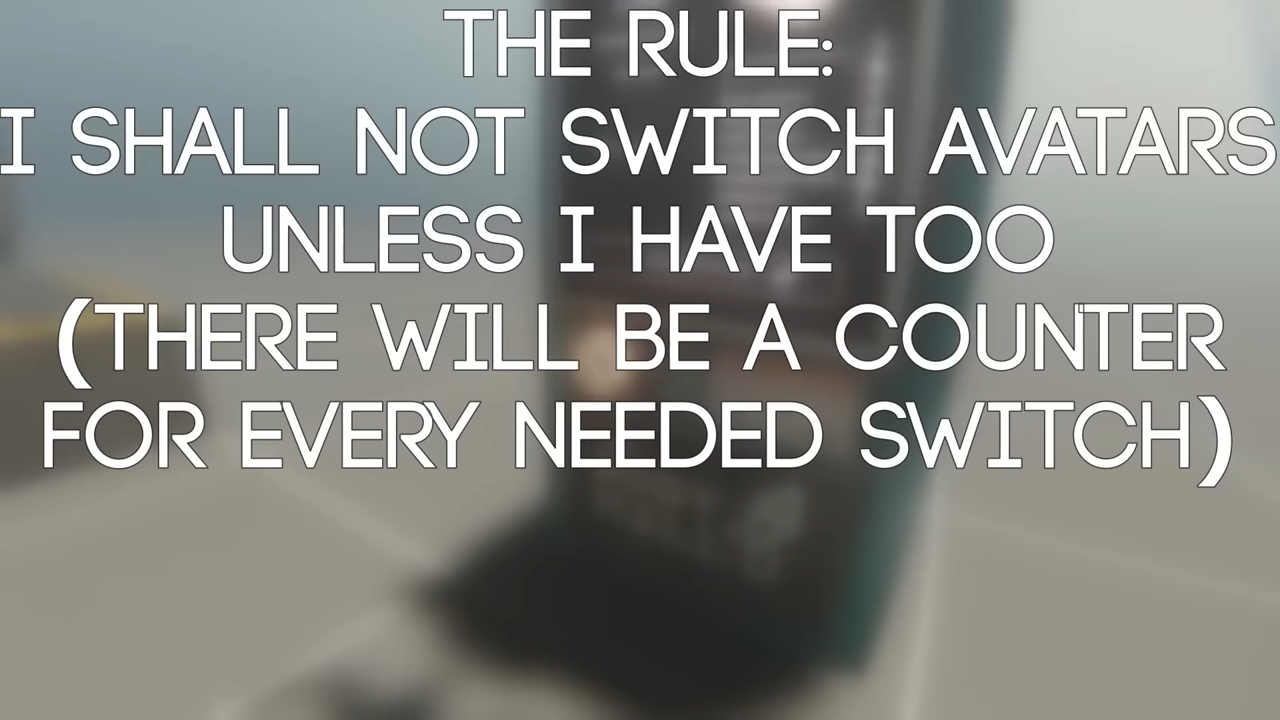 THE RULE:
I SHALL NOT SWITCH AVATARS
UNLESS I HAVE TOO
(THERE WILL BE A COUNTER
FOR EVERY NEEDED SWITCH)